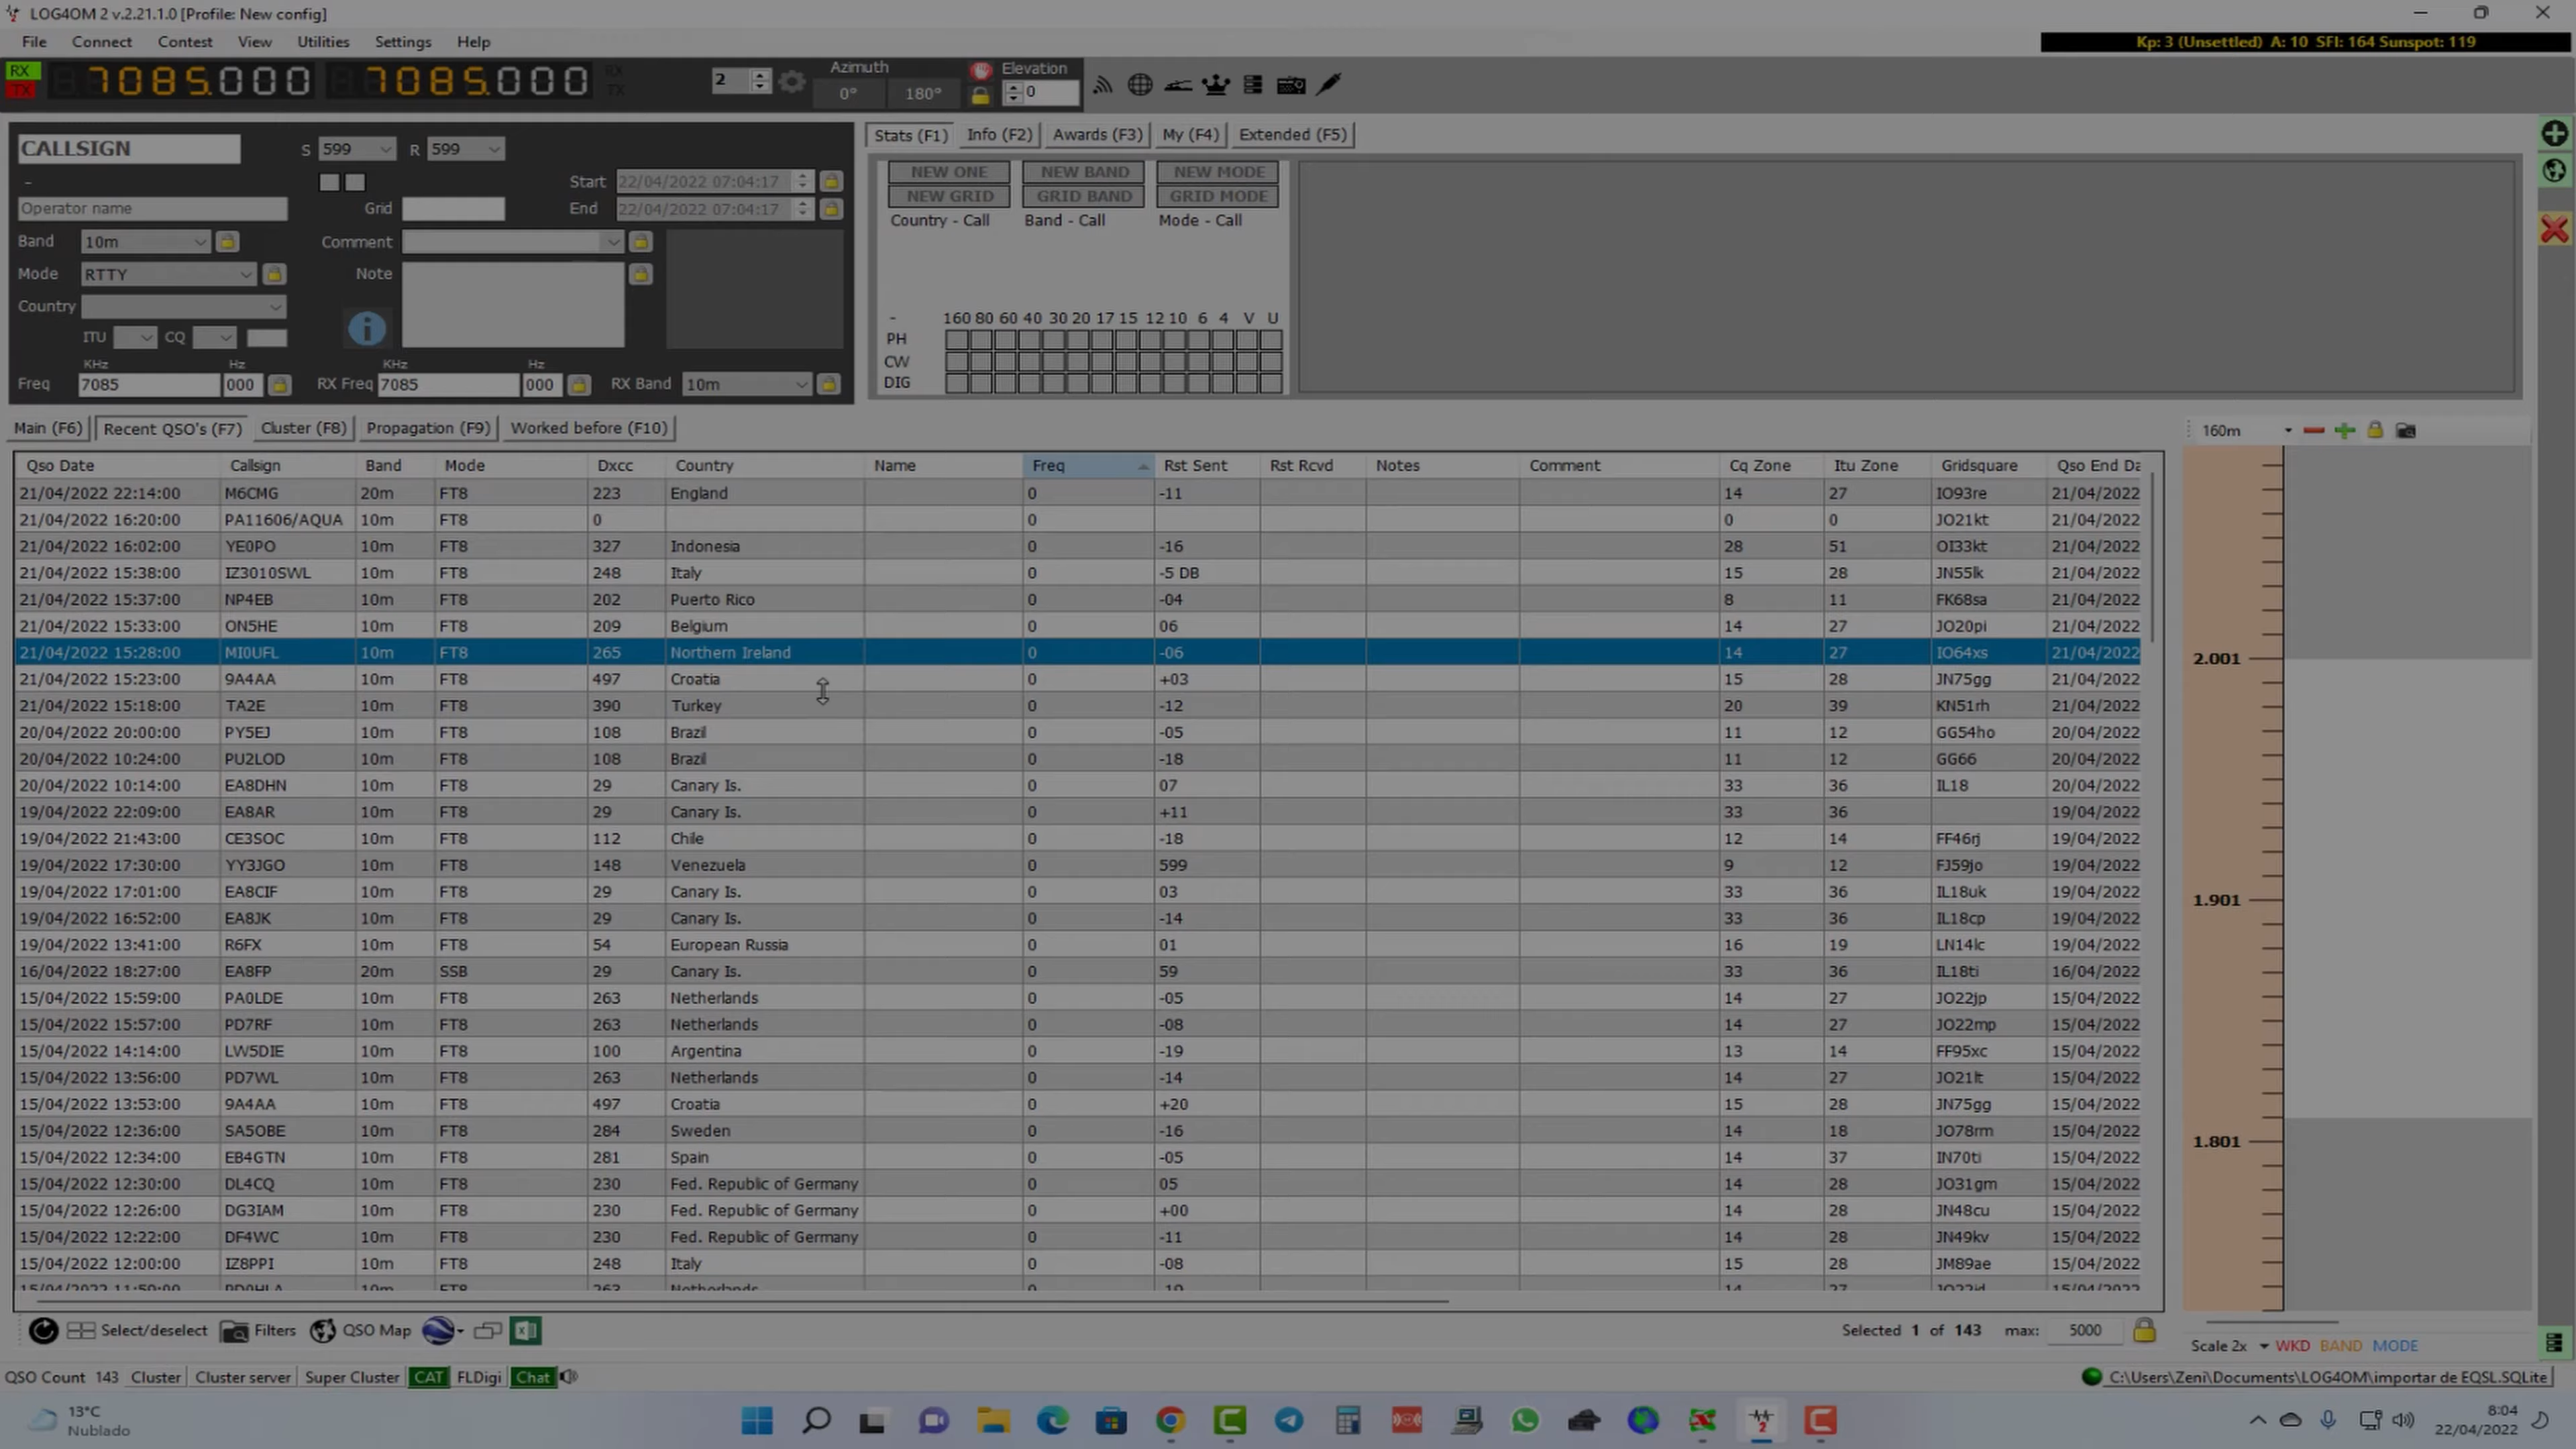 LOG4OM 2 v.2.21.1.0 [Profile: New config]
File Connect Contest View Utilities Settings Help
Kp: 3 (Unsettled) A: 10 SFI: 164 Sunspot: 119
RX 7085.000 7085.000 RX 2 Azimuth Elevation
TX TX 0° 180° 0
CALLSIGN S 599 R 599
- Start 22/04/2022 07:04:17
Operator name Grid End 22/04/2022 07:04:17
Band 10m Comment
Mode RTTY Note
Country
ITU CQ
KHz Hz KHz Hz
Freq 7085 000 RX Freq 7085 000 RX Band 10m
Stats (F1) Info (F2) Awards (F3) My (F4) Extended (F5)
NEW ONE NEW BAND NEW MODE
NEW GRID GRID BAND GRID MODE
Country - Call Band - Call Mode - Call
- 160 80 60 40 30 20 17 15 12 10 6 4 V U
PH
CW
DIG
Main (F6) Recent QSO's (F7) Cluster (F8) Propagation (F9) Worked before (F10)
Qso Date Callsign Band Mode Dxcc Country Name Freq Rst Sent Rst Rcvd Notes Comment Cq Zone Itu Zone Gridsquare Qso End Da
21/04/2022 22:14:00 M6CMG 20m FT8 223 England 0 -11 14 27 IO93re 21/04/2022
21/04/2022 16:20:00 PA11606/AQUA 10m FT8 0 0 0 0 JO21kt 21/04/2022
21/04/2022 16:02:00 YE0PO 10m FT8 327 Indonesia 0 -16 28 51 OI33kt 21/04/2022
21/04/2022 15:38:00 IZ3010SWL 10m FT8 248 Italy 0 -5 DB 15 28 JN55lk 21/04/2022
21/04/2022 15:37:00 NP4EB 10m FT8 202 Puerto Rico 0 -04 8 11 FK68sa 21/04/2022
21/04/2022 15:33:00 ON5HE 10m FT8 209 Belgium 0 06 14 27 JO20pi 21/04/2022
21/04/2022 15:28:00 MI0UFL 10m FT8 265 Northern Ireland 0 -06 14 27 IO64xs 21/04/2022
21/04/2022 15:23:00 9A4AA 10m FT8 497 Croatia 0 +03 15 28 JN75gg 21/04/2022
21/04/2022 15:18:00 TA2E 10m FT8 390 Turkey 0 -12 20 39 KN51rh 21/04/2022
20/04/2022 20:00:00 PY5EJ 10m FT8 108 Brazil 0 -05 11 12 GG54ho 20/04/2022
20/04/2022 10:24:00 PU2LOD 10m FT8 108 Brazil 0 -18 11 12 GG66 20/04/2022
20/04/2022 10:14:00 EA8DHN 10m FT8 29 Canary Is. 0 07 33 36 IL18 20/04/2022
19/04/2022 22:09:00 EA8AR 10m FT8 29 Canary Is. 0 +11 33 36 19/04/2022
19/04/2022 21:43:00 CE3SOC 10m FT8 112 Chile 0 -18 12 14 FF46rj 19/04/2022
19/04/2022 17:30:00 YY3JGO 10m FT8 148 Venezuela 0 599 9 12 FJ59jo 19/04/2022
19/04/2022 17:01:00 EA8CIF 10m FT8 29 Canary Is. 0 03 33 36 IL18uk 19/04/2022
19/04/2022 16:52:00 EA8JK 10m FT8 29 Canary Is. 0 -14 33 36 IL18cp 19/04/2022
19/04/2022 13:41:00 R6FX 10m FT8 54 European Russia 0 01 16 19 LN14lc 19/04/2022
16/04/2022 18:27:00 EA8FP 20m SSB 29 Canary Is. 0 59 33 36 IL18ti 16/04/2022
15/04/2022 15:59:00 PA0LDE 10m FT8 263 Netherlands 0 -05 14 27 JO22jp 15/04/2022
15/04/2022 15:57:00 PD7RF 10m FT8 263 Netherlands 0 -08 14 27 JO22mp 15/04/2022
15/04/2022 14:14:00 LW5DIE 10m FT8 100 Argentina 0 -19 13 14 FF95xc 15/04/2022
15/04/2022 13:56:00 PD7WL 10m FT8 263 Netherlands 0 -14 14 27 JO21lt 15/04/2022
15/04/2022 13:53:00 9A4AA 10m FT8 497 Croatia 0 +20 15 28 JN75gg 15/04/2022
15/04/2022 12:36:00 SA5OBE 10m FT8 284 Sweden 0 -16 14 18 JO78rm 15/04/2022
15/04/2022 12:34:00 EB4GTN 10m FT8 281 Spain 0 -05 14 37 IN70ti 15/04/2022
15/04/2022 12:30:00 DL4CQ 10m FT8 230 Fed. Republic of Germany 0 05 14 28 JO31gm 15/04/2022
15/04/2022 12:26:00 DG3IAM 10m FT8 230 Fed. Republic of Germany 0 +00 14 28 JN48cu 15/04/2022
15/04/2022 12:22:00 DF4WC 10m FT8 230 Fed. Republic of Germany 0 -11 14 28 JN49kv 15/04/2022
15/04/2022 12:00:00 IZ8PPI 10m FT8 248 Italy 0 -08 15 28 JM89ae 15/04/2022
160m
2.001
1.901
1.801
Select/deselect Filters QSO Map Selected 1 of 143 max: 5000
Scale 2x WKD BAND MODE
QSO Count 143 Cluster Cluster server Super Cluster CAT FLDigi Chat C:\Users\Zeni\Documents\LOG4OM\importar de EQSL.SQLite
13°C
Nublado
8:04
22/04/2022